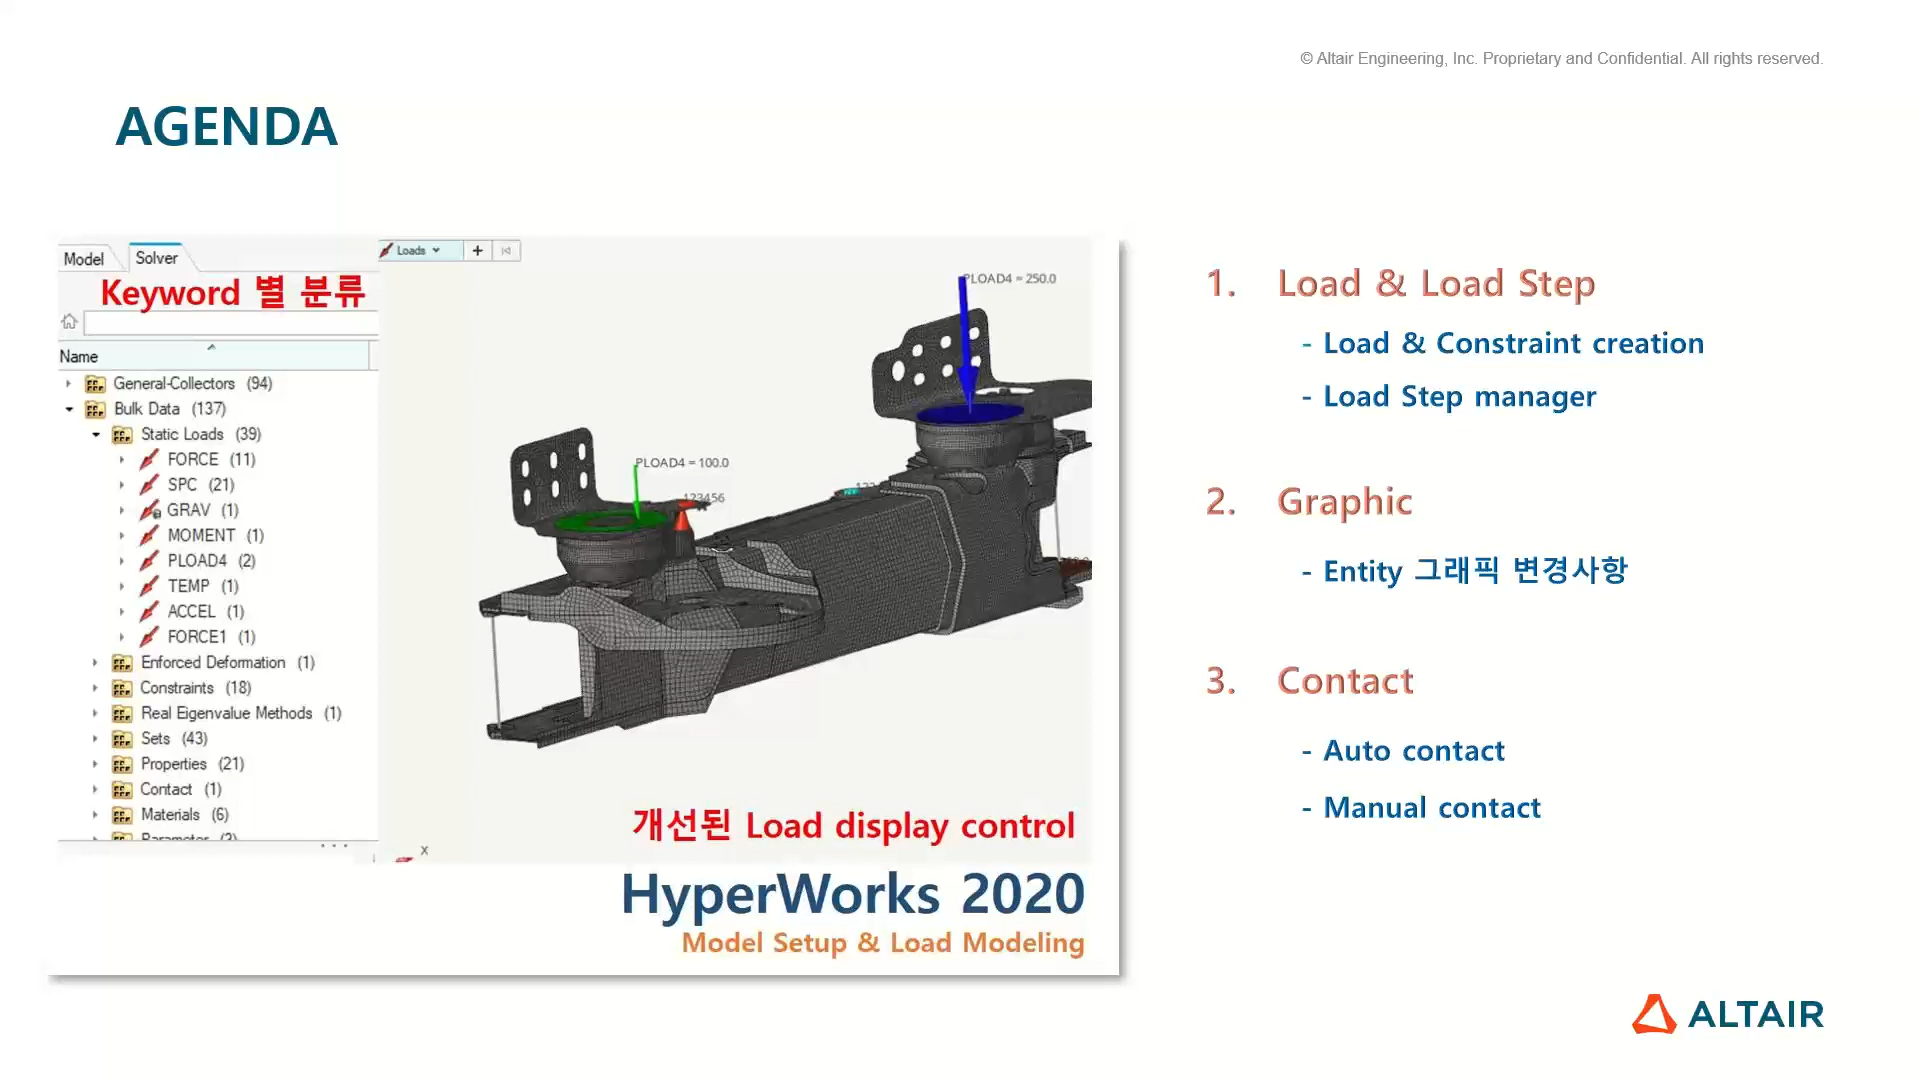 © Altair Engineering, Inc. Proprietary and Confidential. All rights reserved.
AGENDA
Model
Solver
Keyword 별 분류
Name
General-Collectors (94)
Bulk Data (137)
Static Loads (39)
FORCE (11)
SPC (21)
GRAV (1)
MOMENT (1)
PLOAD4 (2)
TEMP (1)
ACCEL (1)
FORCE1 (1)
Enforced Deformation (1)
Constraints (18)
Real Eigenvalue Methods (1)
Sets (43)
Properties (21)
Contact (1)
Materials (6)
Loads
PLOAD4 = 250.0
PLOAD4 = 100.0
123456
X
개선된 Load display control
HyperWorks 2020
Model Setup & Load Modeling
1. Load & Load Step
- Load & Constraint creation
- Load Step manager
2. Graphic
- Entity 그래픽 변경사항
3. Contact
- Auto contact
- Manual contact
ALTAIR